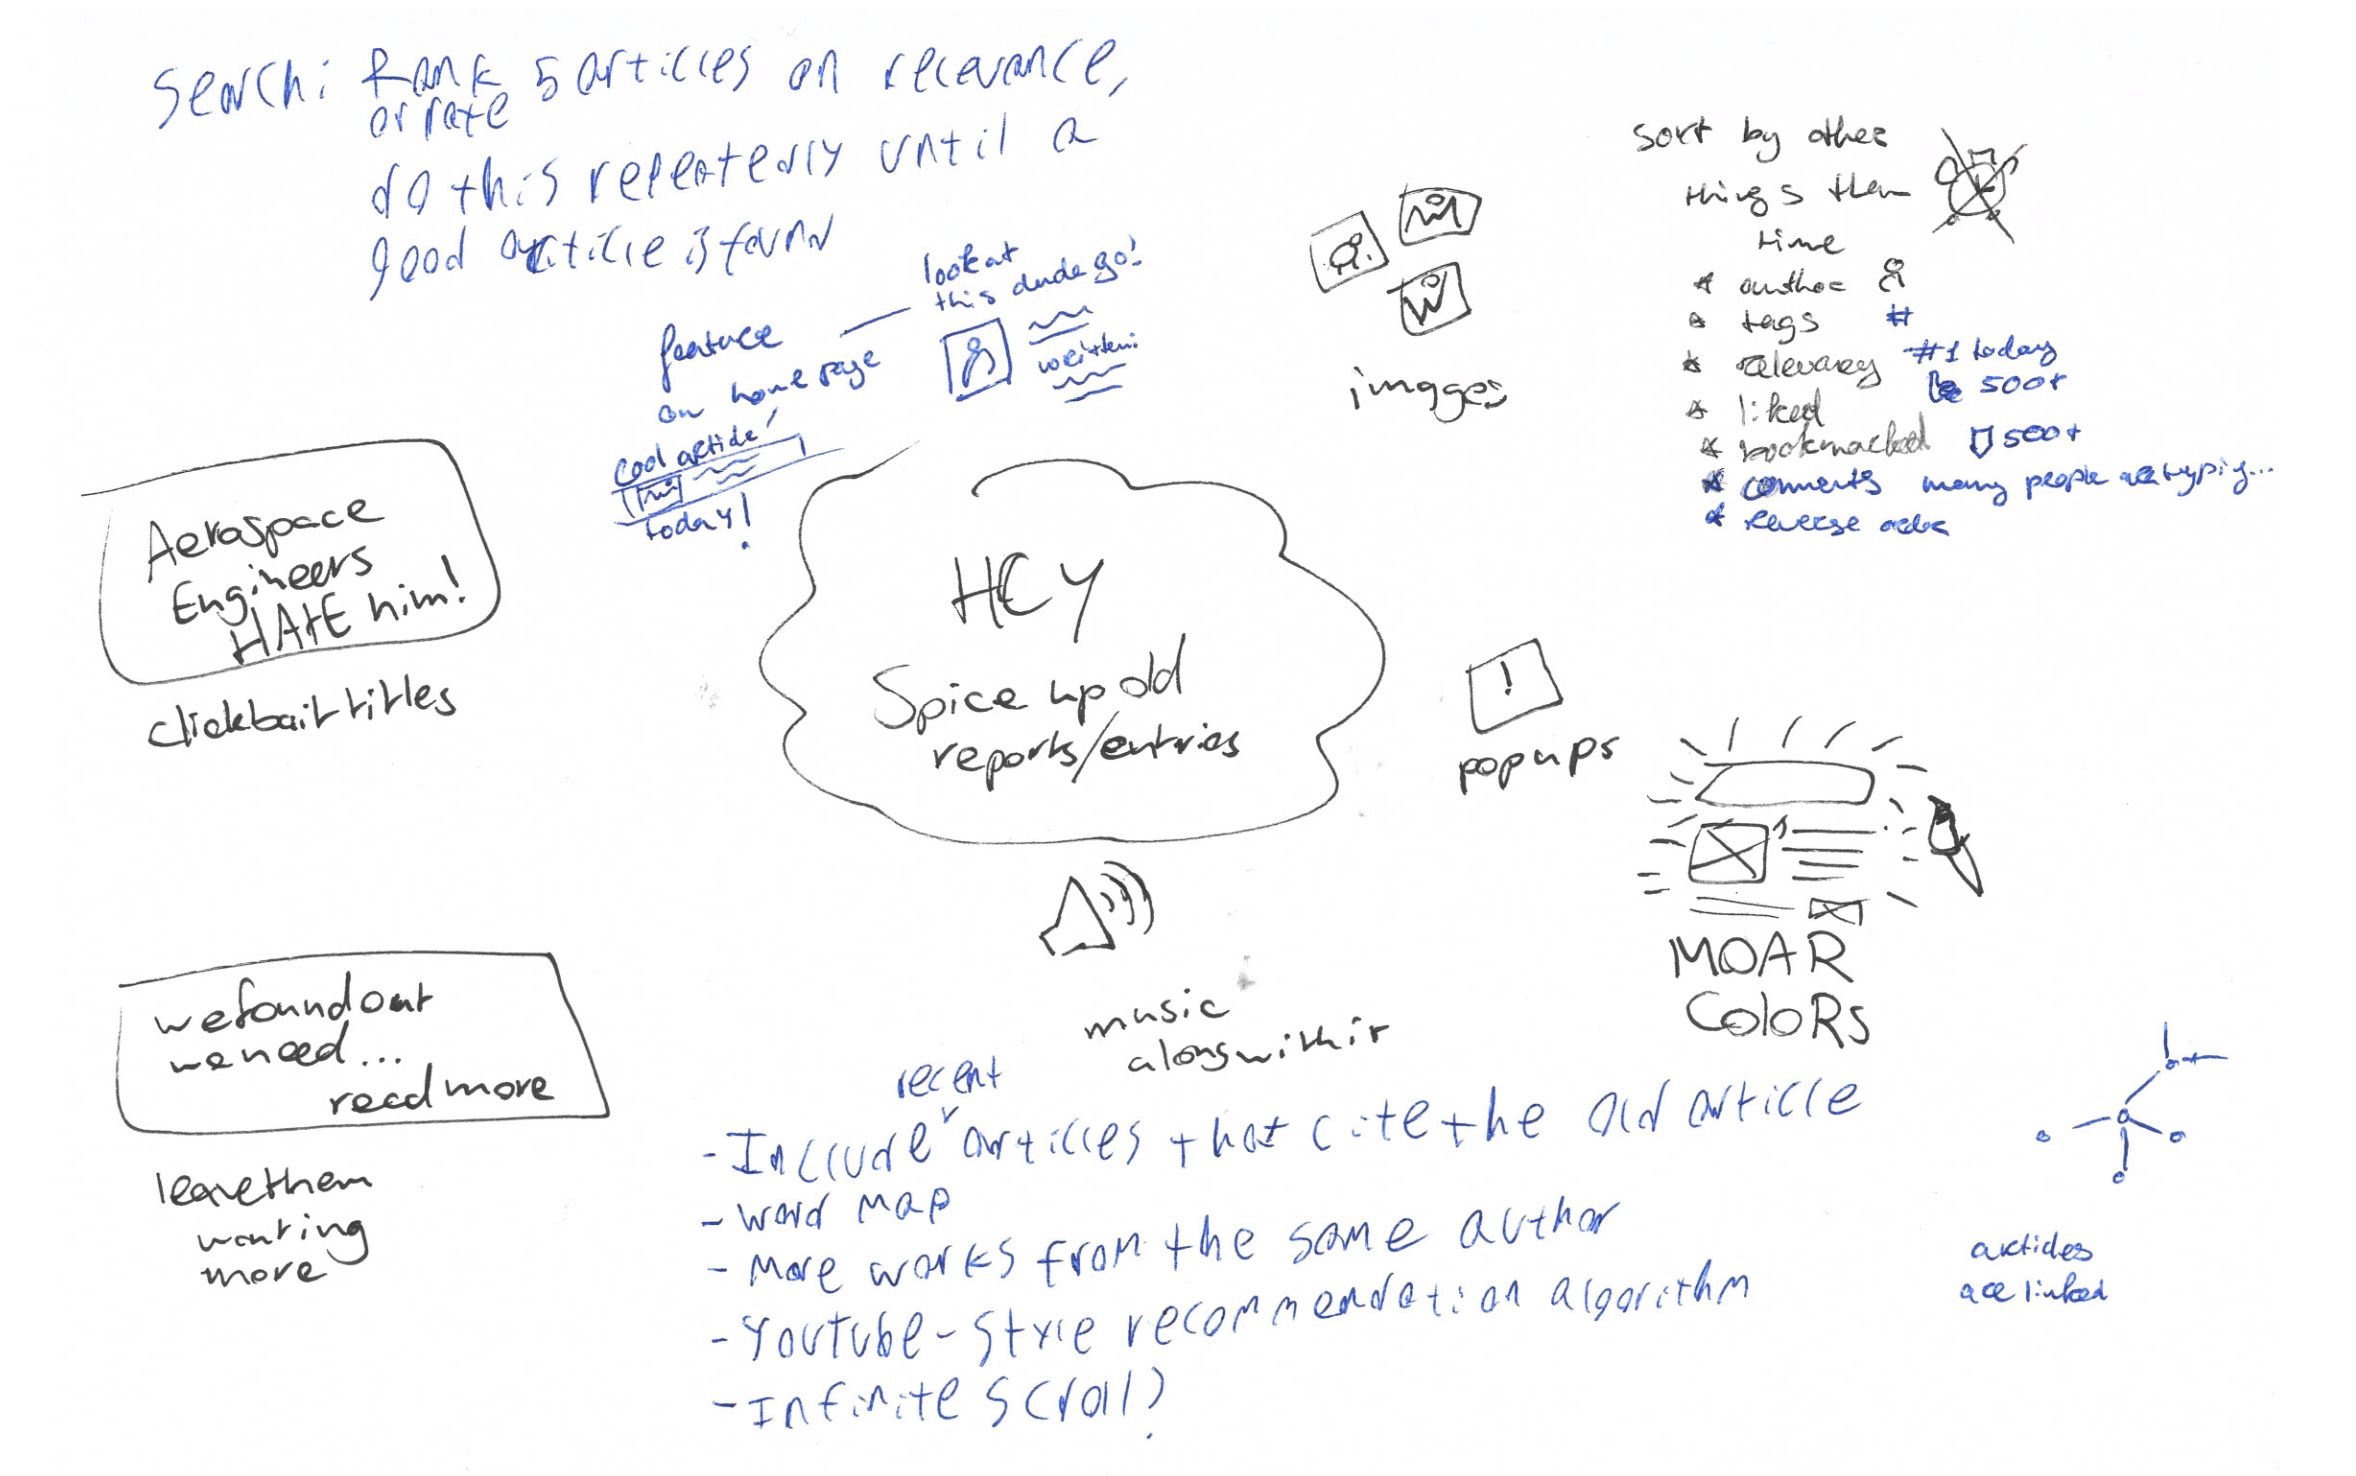 Search: Rank 5 articles on relevance,
or rate
do this repeatedly until a
good article is found
look at
this dude go!
feature
on home page
written:
cool article
today!
images
sort by other
things then
time
* author
* tags #
* relevancy #1 today
* liked 500+
* bookmarked 500+
* comments many people are typing...
* reverse order
Aerospace
Engineers
HATE him!
clickbait titles
HEY
Spice up old
reports/entries
!
popups
MOAR
COloRS
music
along with it
we found out
we need...
read more
leave them
wanting
more
recent
- Include articles that cite the old article
- word map
- More works from the same author
- Youtube-style recommendation algorithm
- Infinite scroll?
articles
are linked